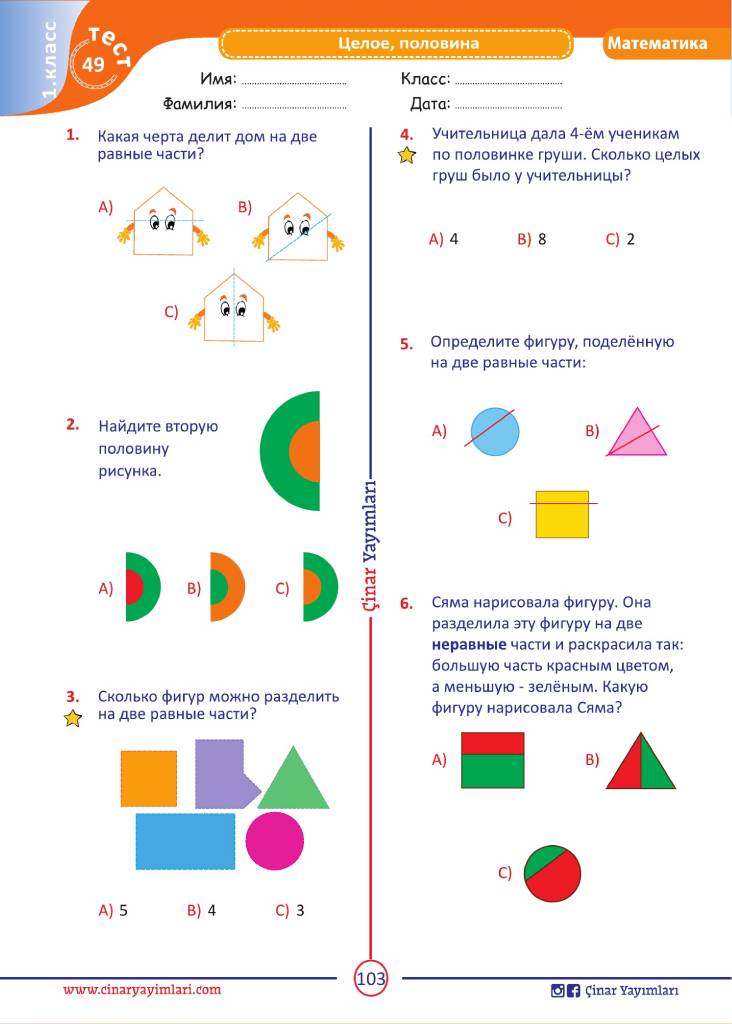 1.класс
тест
49
Целое, половина
Математика
Имя: ........................ Класс: ........................
Фамилия: ........................ Дата: ........................
1. Какая черта делит дом на две
равные части?
A) B)
C)
2. Найдите вторую
половину
рисунка.
A) B) C)
3. Сколько фигур можно разделить
на две равные части?
A) 5 B) 4 C) 3
Çinar Yayımları
4. Учительница дала 4-ём ученикам
по половинке груши. Сколько целых
груш было у учительницы?
A) 4 B) 8 C) 2
5. Определите фигуру, поделённую
на две равные части:
A) B)
C)
6. Сяма нарисовала фигуру. Она
разделила эту фигуру на две
неравные части и раскрасила так:
большую часть красным цветом,
а меньшую - зелёным. Какую
фигуру нарисовала Сяма?
A) B)
C)
www.cinaryayimlari.com
103
Çinar Yayımları